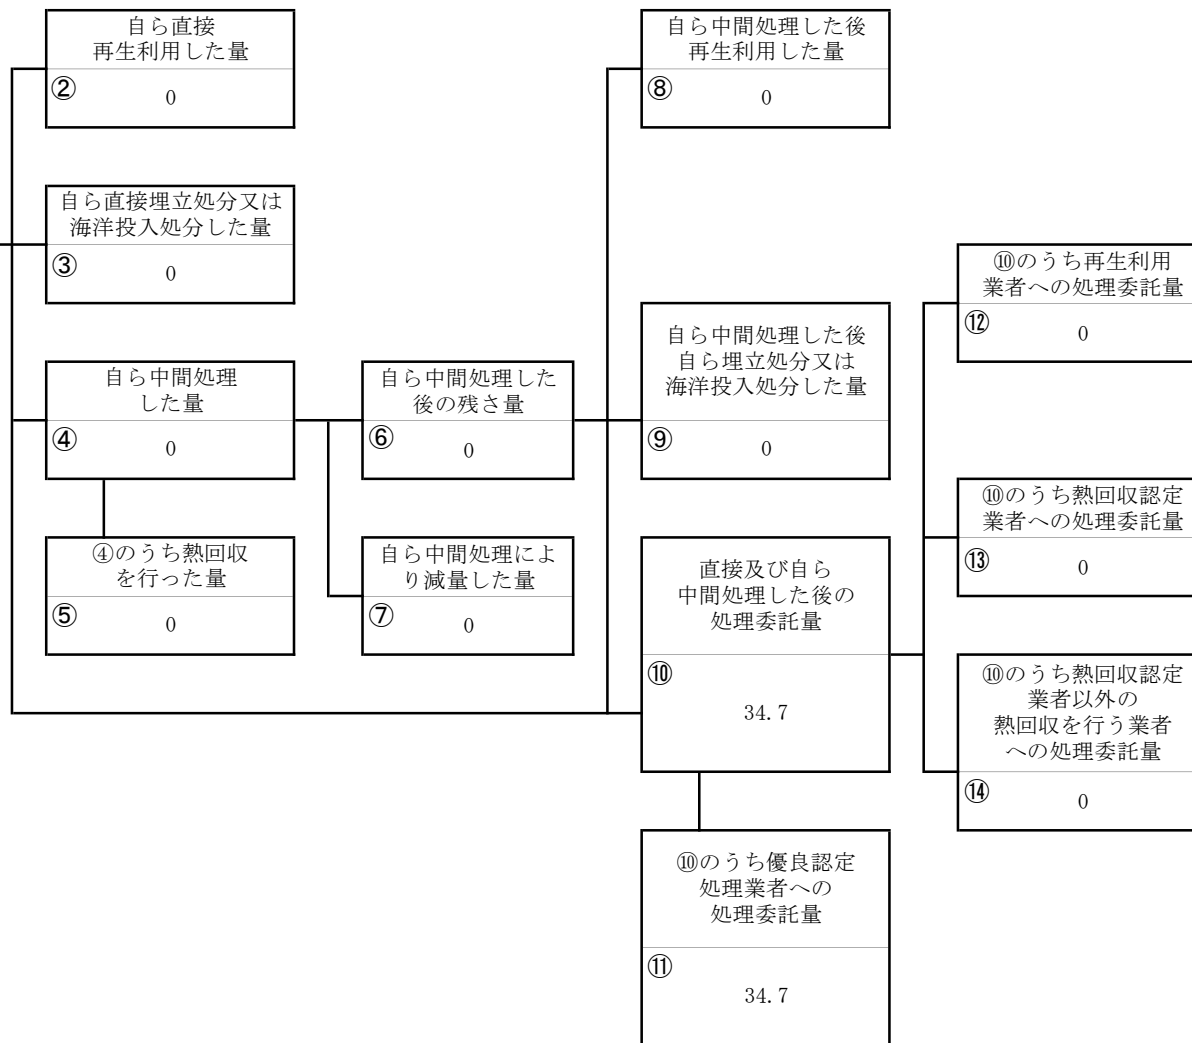 自ら直接
再生利用した量
②
0
自ら直接埋立処分又は
海洋投入処分した量
③
0
自ら中間処理
した量
④
0
④のうち熱回収
を行った量
⑤
0
自ら中間処理した
後の残さ量
⑥
0
自ら中間処理によ
り減量した量
⑦
0
自ら中間処理した後
再生利用した量
⑧
0
自ら中間処理した後
自ら埋立処分又は
海洋投入処分した量
⑨
0
直接及び自ら
中間処理した後の
処理委託量
⑩
34.7
⑩のうち優良認定
処理業者への
処理委託量
⑪
34.7
⑩のうち再生利用
業者への処理委託量
⑫
0
⑩のうち熱回収認定
業者への処理委託量
⑬
0
⑩のうち熱回収認定
業者以外の
熱回収を行う業者
への処理委託量
⑭
0